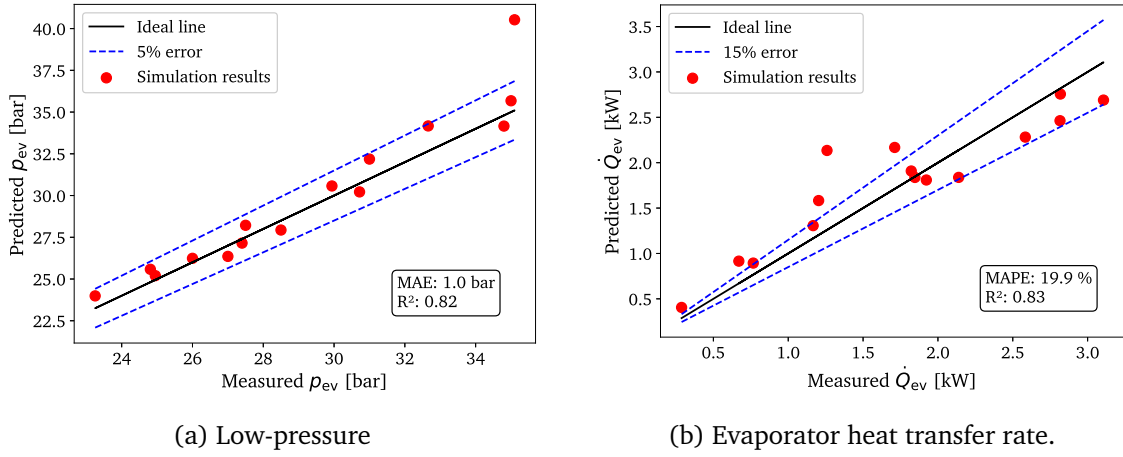 40.0
37.5
35.0
32.5
30.0
27.5
25.0
22.5
Predicted p_ev [bar]
Ideal line
5% error
Simulation results
MAE: 1.0 bar
R²: 0.82
24 26 28 30 32 34
Measured p_ev [bar]
(a) Low-pressure
3.5
3.0
2.5
2.0
1.5
1.0
0.5
Predicted Q̇_ev [kW]
Ideal line
15% error
Simulation results
MAPE: 19.9 %
R²: 0.83
0.5 1.0 1.5 2.0 2.5 3.0
Measured Q̇_ev [kW]
(b) Evaporator heat transfer rate.